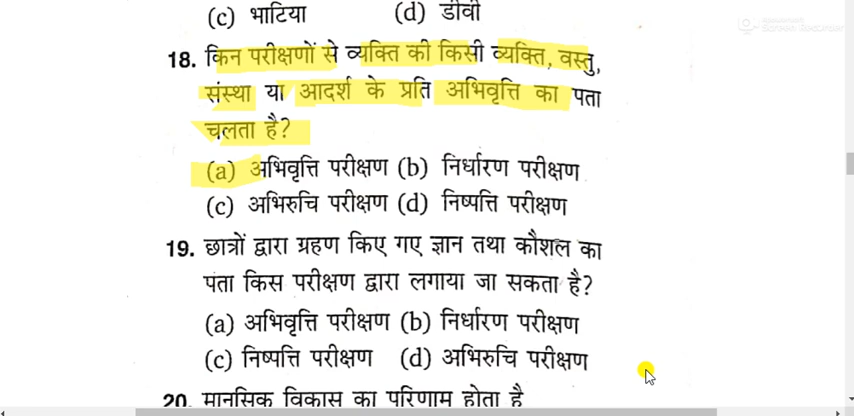 (c) भाटिया (d) डीवी
18. किन परीक्षणों से व्यक्ति की किसी व्यक्ति, वस्तु,
संस्था या आदर्श के प्रति अभिवृत्ति का पता
चलता है?
(a) अभिवृत्ति परीक्षण (b) निर्धारण परीक्षण
(c) अभिरुचि परीक्षण (d) निष्पत्ति परीक्षण
19. छात्रों द्वारा ग्रहण किए गए ज्ञान तथा कौशल का
पता किस परीक्षण द्वारा लगाया जा सकता है?
(a) अभिवृत्ति परीक्षण (b) निर्धारण परीक्षण
(c) निष्पत्ति परीक्षण (d) अभिरुचि परीक्षण
20. मानसिक विकास का परिणाम होता है
Screen Recorder